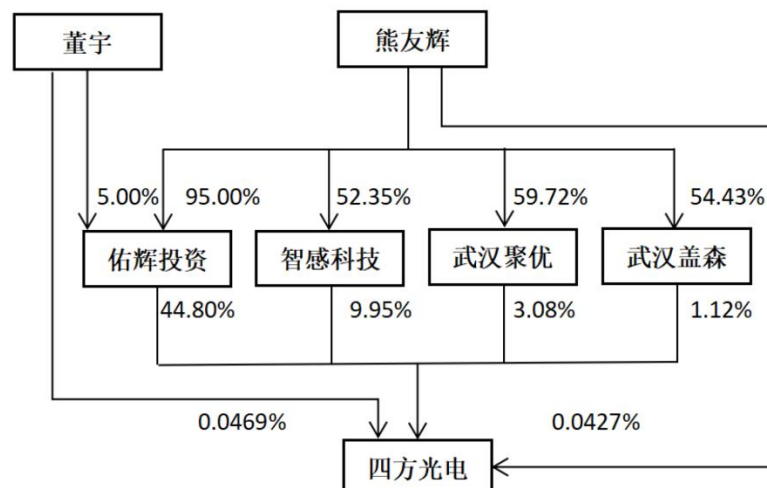 董宇
熊友辉
5.00%
95.00%
52.35%
59.72%
54.43%
佑辉投资
智感科技
武汉聚优
武汉盖森
44.80%
9.95%
3.08%
1.12%
0.0469%
0.0427%
四方光电